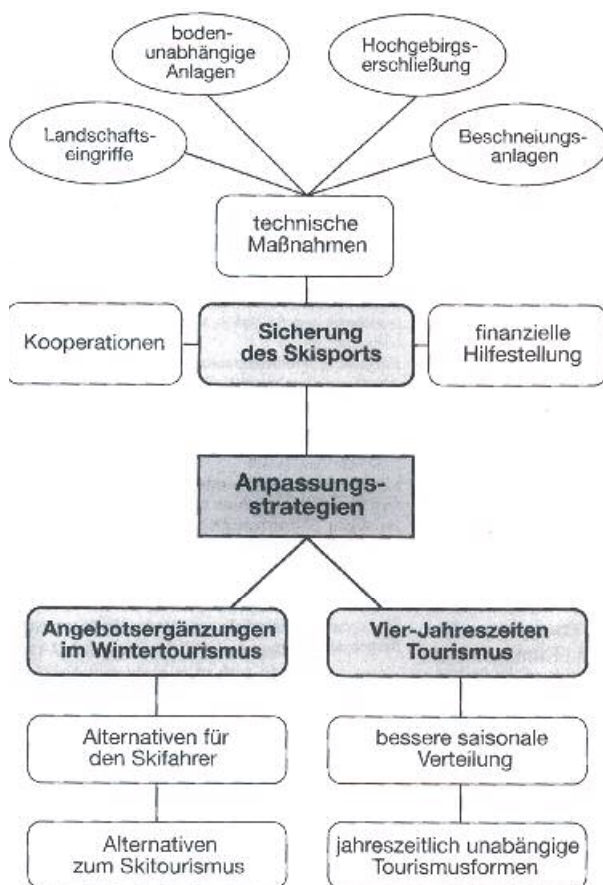 boden-
unabhängige
Anlagen
Hochgebirgs-
erschließung
Landschafts-
eingriffe
Beschneiungs-
anlagen
technische
Maßnahmen
Kooperationen
Sicherung
des Skisports
finanzielle
Hilfestellung
Anpassungs-
strategien
Angebotsergänzungen
im Wintertourismus
Vier-Jahreszeiten
Tourismus
Alternativen für
den Skifahrer
bessere saisonale
Verteilung
Alternativen
zum Skitourismus
jahreszeitlich unabängige
Tourismusformen